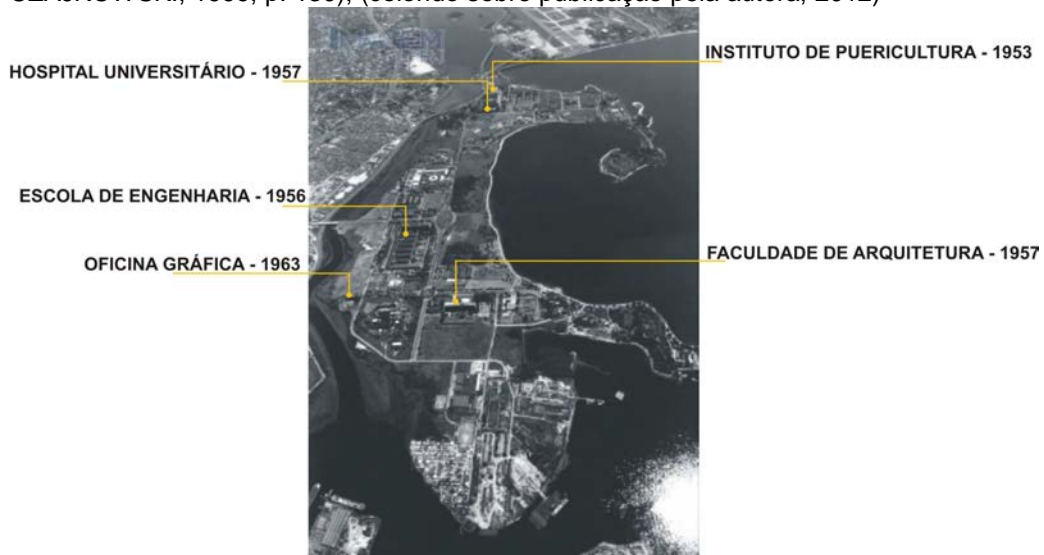 INSTITUTO DE PUERICULTURA - 1953
HOSPITAL UNIVERSITÁRIO - 1957
ESCOLA DE ENGENHARIA - 1956
OFICINA GRÁFICA - 1963
FACULDADE DE ARQUITETURA - 1957